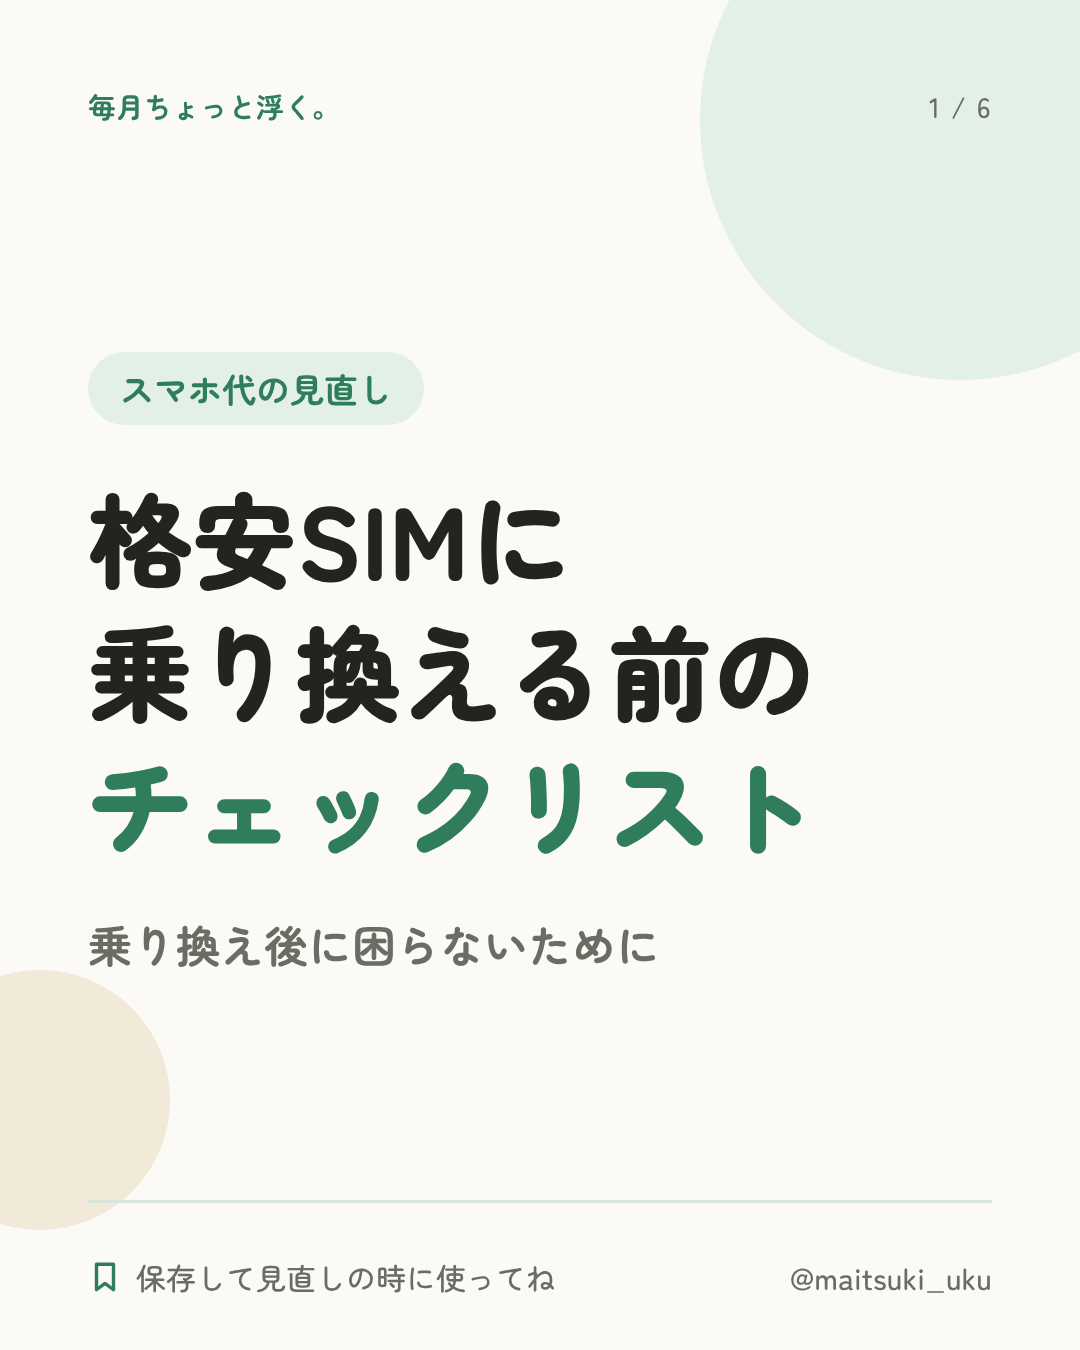 毎月ちょっと浮く。
1 / 6
スマホ代の見直し
格安SIMに
乗り換える前の
チェックリスト
乗り換え後に困らないために
保存して見直しの時に使ってね
@maitsuki_uku